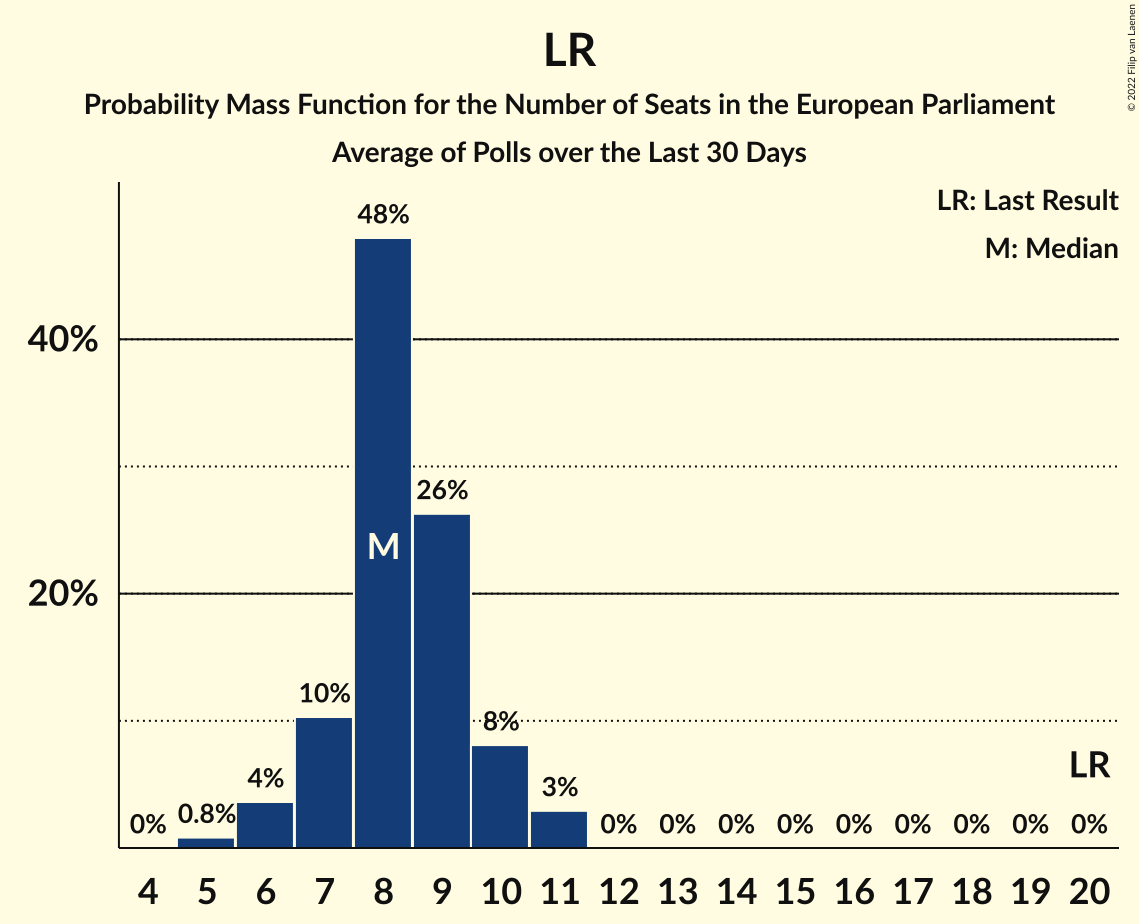 LR
Probability Mass Function for the Number of Seats in the European Parliament
Average of Polls over the Last 30 Days
© 2022 Filip van Laenen
LR: Last Result
M: Median
48%
40%
26%
M
20%
10%
8%
LR
4%
3%
0% 0.8% 0% 0% 0% 0% 0% 0% 0% 0% 0%
4 5 6 7 8 9 10 11 12 13 14 15 16 17 18 19 20